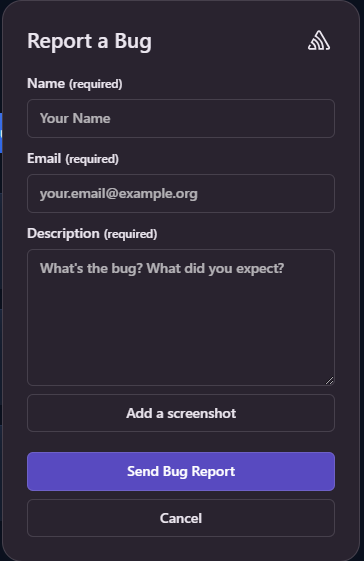 Report a Bug
Name (required)
Your Name
Email (required)
your.email@example.org
Description (required)
What's the bug? What did you expect?
Add a screenshot
Send Bug Report
Cancel